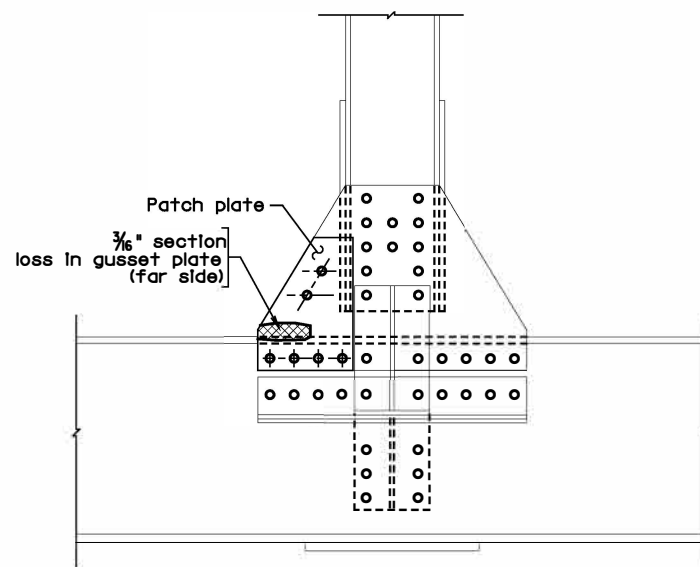 Patch plate
3/16" section
loss in gusset plate
(far side)